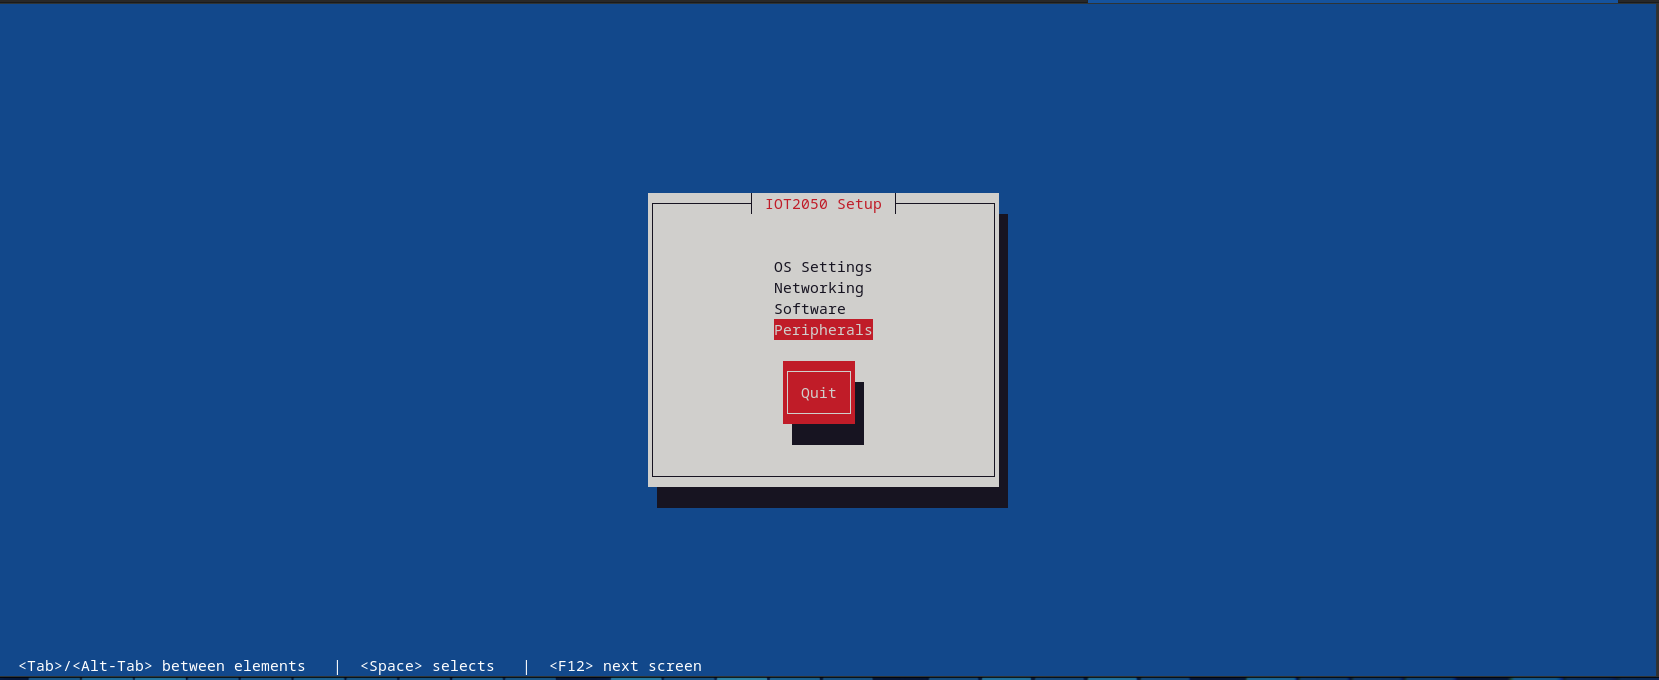 IOT2050 Setup
OS Settings
Networking
Software
Peripherals
Quit
<Tab>/<Alt-Tab> between elements   |  <Space> selects   |  <F12> next screen